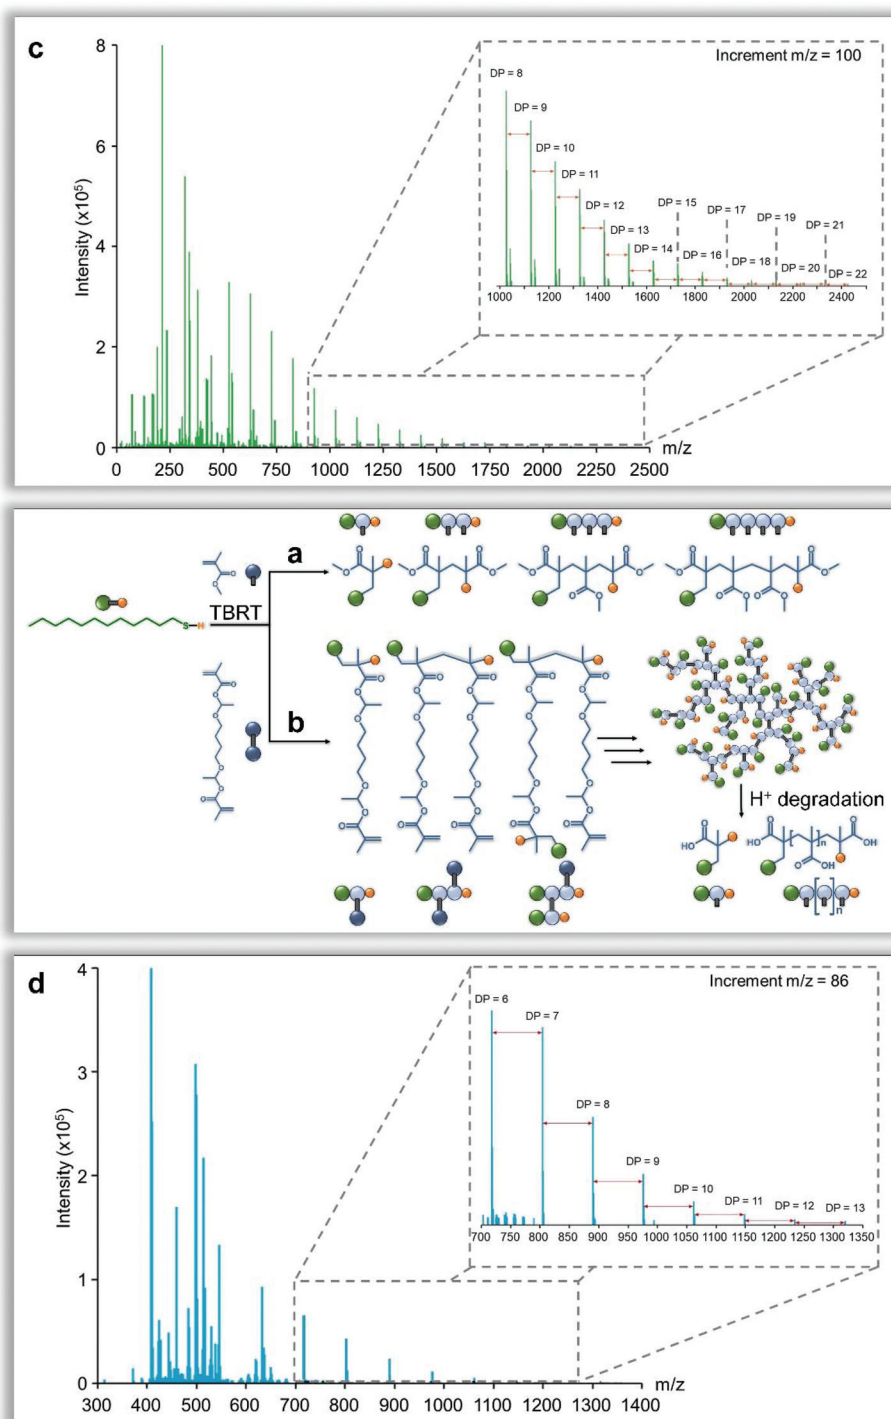 c
Intensity (x10⁵)
8
6
4
2
0
0 250 500 750 1000 1250 1500 1750 2000 2250 2500
m/z
Increment m/z = 100
DP = 8
DP = 9
DP = 10
DP = 11
DP = 12
DP = 13
DP = 14
DP = 15
DP = 16
DP = 17
DP = 18
DP = 19
DP = 20
DP = 21
DP = 22
1000 1200 1400 1600 1800 2000 2200 2400
a
TBRT
S H
b
H⁺ degradation
n
n
d
Intensity (x10⁵)
4
3
2
1
0
300 400 500 600 700 800 900 1000 1100 1200 1300 1400
m/z
Increment m/z = 86
DP = 6
DP = 7
DP = 8
DP = 9
DP = 10
DP = 11
DP = 12
DP = 13
700 750 800 850 900 950 1000 1050 1100 1150 1200 1250 1300 1350